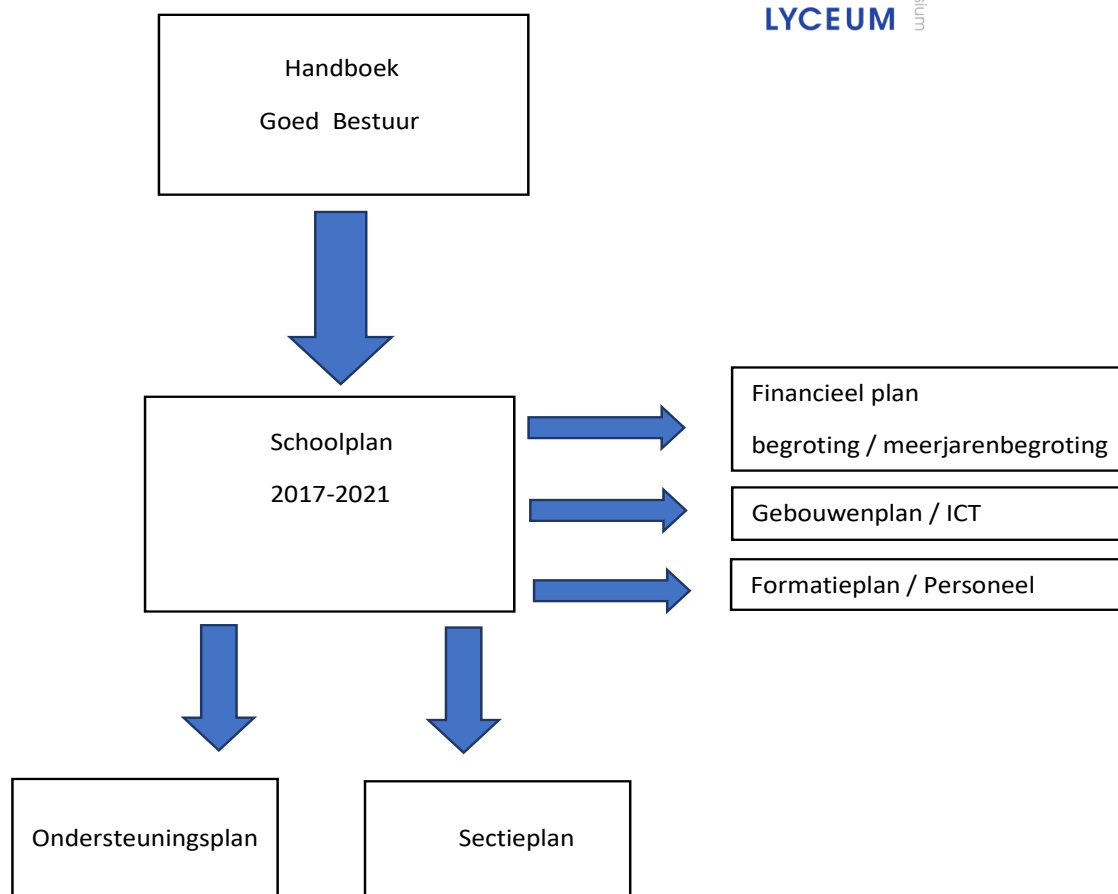 LYCEUM
Handboek
Goed Bestuur
Schoolplan
2017-2021
Financieel plan
begroting / meerjarenbegroting
Gebouwenplan / ICT
Formatieplan / Personeel
Ondersteuningsplan
Sectieplan